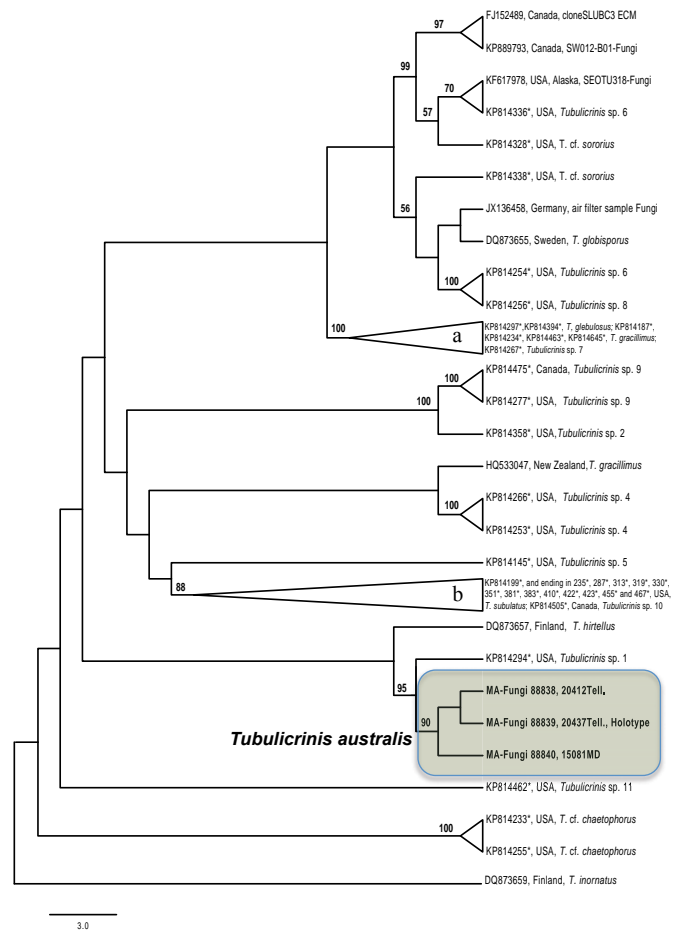 FJ152489, Canada, cloneSLUBC3 ECM
97
KP889793, Canada, SW012-B01-Fungi
99
KF617978, USA, Alaska, SEOTU318-Fungi
70
57
KP814336*, USA, Tubulicrinis sp. 6
KP814328*, USA, T. cf. sororius
KP814338*, USA, T. cf. sororius
56
JX136458, Germany, air filter sample Fungi
DQ873655, Sweden, T. globisporus
KP814254*, USA, Tubulicrinis sp. 6
100
KP814256*, USA, Tubulicrinis sp. 8
100
a
KP814297*,KP814394*, T, glebulosus; KP814187*,
KP814234*, KP814463*, KP814645*, T. gracillimus;
KP814267*, Tubulicrinis sp. 7
KP814475*, Canada, Tubulicrinis sp. 9
100
100
KP814277*, USA, Tubulicrinis sp. 9
KP814358*, USA,Tubulicrinis sp. 2
HQ533047, New Zealand,T. gracillimus
KP814266*, USA, Tubulicrinis sp. 4
100
KP814253*, USA, Tubulicrinis sp. 4
KP814145*, USA, Tubulicrinis sp. 5
88
b
KP814199*, and ending in 235*, 287*, 313*, 319*, 330*,
351*, 381*, 383*, 410*, 422*, 423*, 455* and 467*, USA,
T. subulatus; KP814505*, Canada, Tubulicrinis sp. 10
DQ873657, Finland, T. hirtellus
KP814294*, USA, Tubulicrinis sp. 1
95
MA-Fungi 88838, 20412Tell.
90
MA-Fungi 88839, 20437Tell., Holotype
Tubulicrinis australis
MA-Fungi 88840, 15081MD
KP814462*, USA, Tubulicrinis sp. 11
KP814233*, USA, T. cf. chaetophorus
100
KP814255*, USA, T. cf. chaetophorus
DQ873659, Finland, T. inornatus
3.0